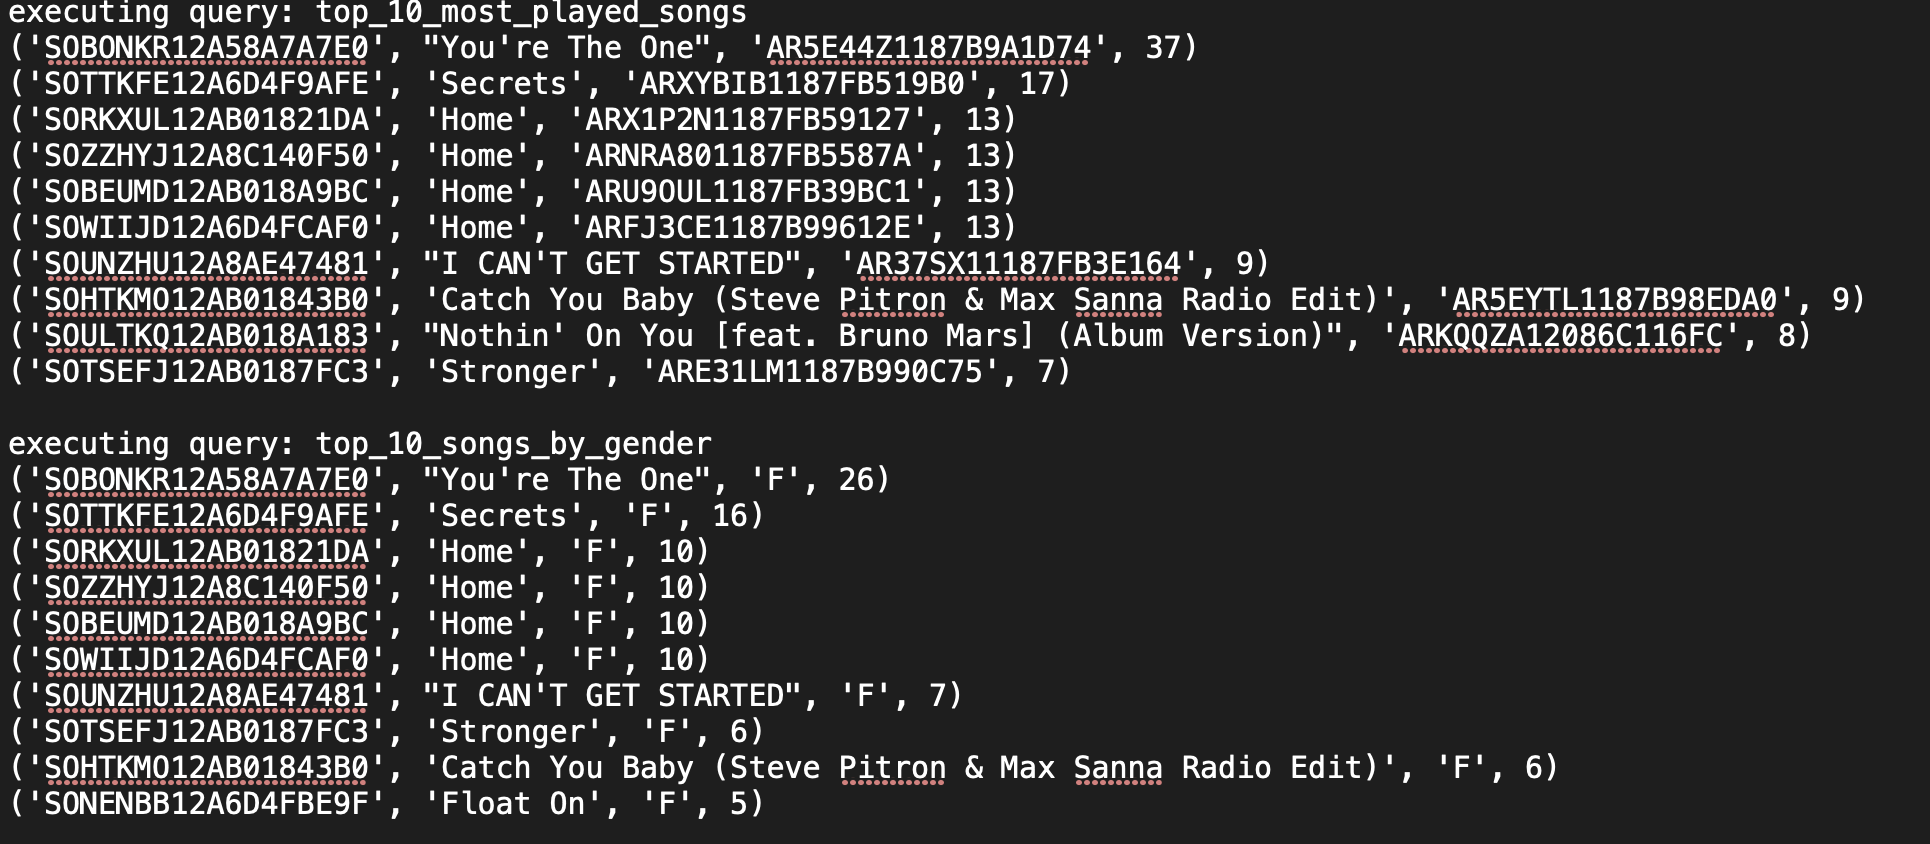 executing query: top_10_most_played_songs
('SOBONKR12A58A7A7E0', "You're The One", 'AR5E44Z1187B9A1D74', 37)
('SOTTKFE12A6D4F9AFE', 'Secrets', 'ARXYBIB1187FB519B0', 17)
('SORKXUL12AB01821DA', 'Home', 'ARX1P2N1187FB59127', 13)
('SOZZHYJ12A8C140F50', 'Home', 'ARNRA801187FB5587A', 13)
('SOBEUMD12AB018A9BC', 'Home', 'ARU9OUL1187FB39BC1', 13)
('SOWIIJD12A6D4FCAF0', 'Home', 'ARFJ3CE1187B99612E', 13)
('SOUNZHU12A8AE47481', "I CAN'T GET STARTED", 'AR37SX11187FB3E164', 9)
('SOHTKMO12AB01843B0', 'Catch You Baby (Steve Pitron & Max Sanna Radio Edit)', 'AR5EYTL1187B98EDA0', 9)
('SOULTKQ12AB018A183', "Nothin' On You [feat. Bruno Mars] (Album Version)", 'ARKQQZA12086C116FC', 8)
('SOTSEFJ12AB0187FC3', 'Stronger', 'ARE31LM1187B990C75', 7)
executing query: top_10_songs_by_gender
('SOBONKR12A58A7A7E0', "You're The One", 'F', 26)
('SOTTKFE12A6D4F9AFE', 'Secrets', 'F', 16)
('SORKXUL12AB01821DA', 'Home', 'F', 10)
('SOZZHYJ12A8C140F50', 'Home', 'F', 10)
('SOBEUMD12AB018A9BC', 'Home', 'F', 10)
('SOWIIJD12A6D4FCAF0', 'Home', 'F', 10)
('SOUNZHU12A8AE47481', "I CAN'T GET STARTED", 'F', 7)
('SOTSEFJ12AB0187FC3', 'Stronger', 'F', 6)
('SOHTKMO12AB01843B0', 'Catch You Baby (Steve Pitron & Max Sanna Radio Edit)', 'F', 6)
('SONENBB12A6D4FBE9F', 'Float On', 'F', 5)